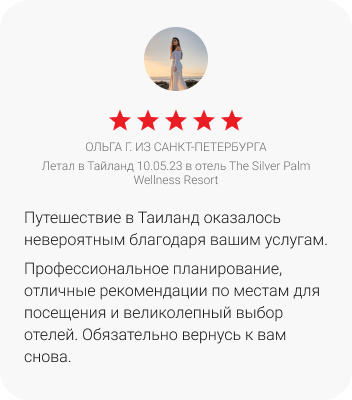 ОЛЬГА Г. ИЗ САНКТ-ПЕТЕРБУРГА
Летал в Тайланд 10.05.23 в отель The Silver Palm
Wellness Resort
Путешествие в Таиланд оказалось
невероятным благодаря вашим услугам.
Профессиональное планирование,
отличные рекомендации по местам для
посещения и великолепный выбор
отелей. Обязательно вернусь к вам
снова.